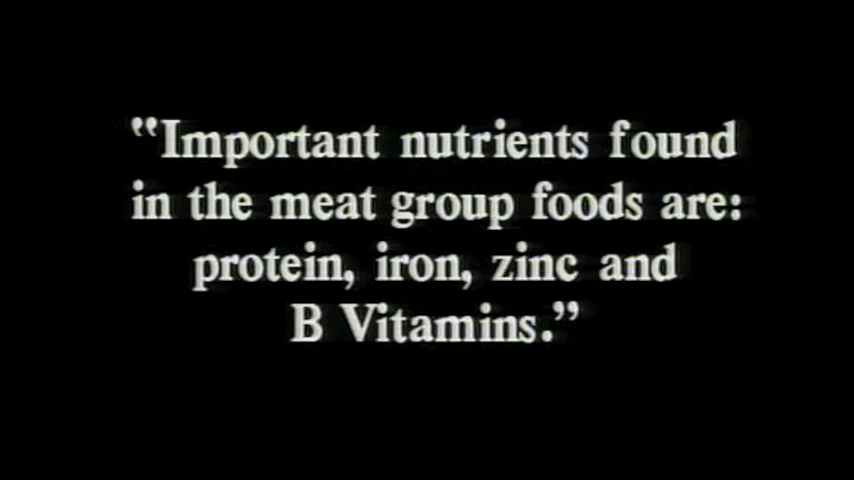 “Important nutrients found
in the meat group foods are:
protein, iron, zinc and
B Vitamins.”